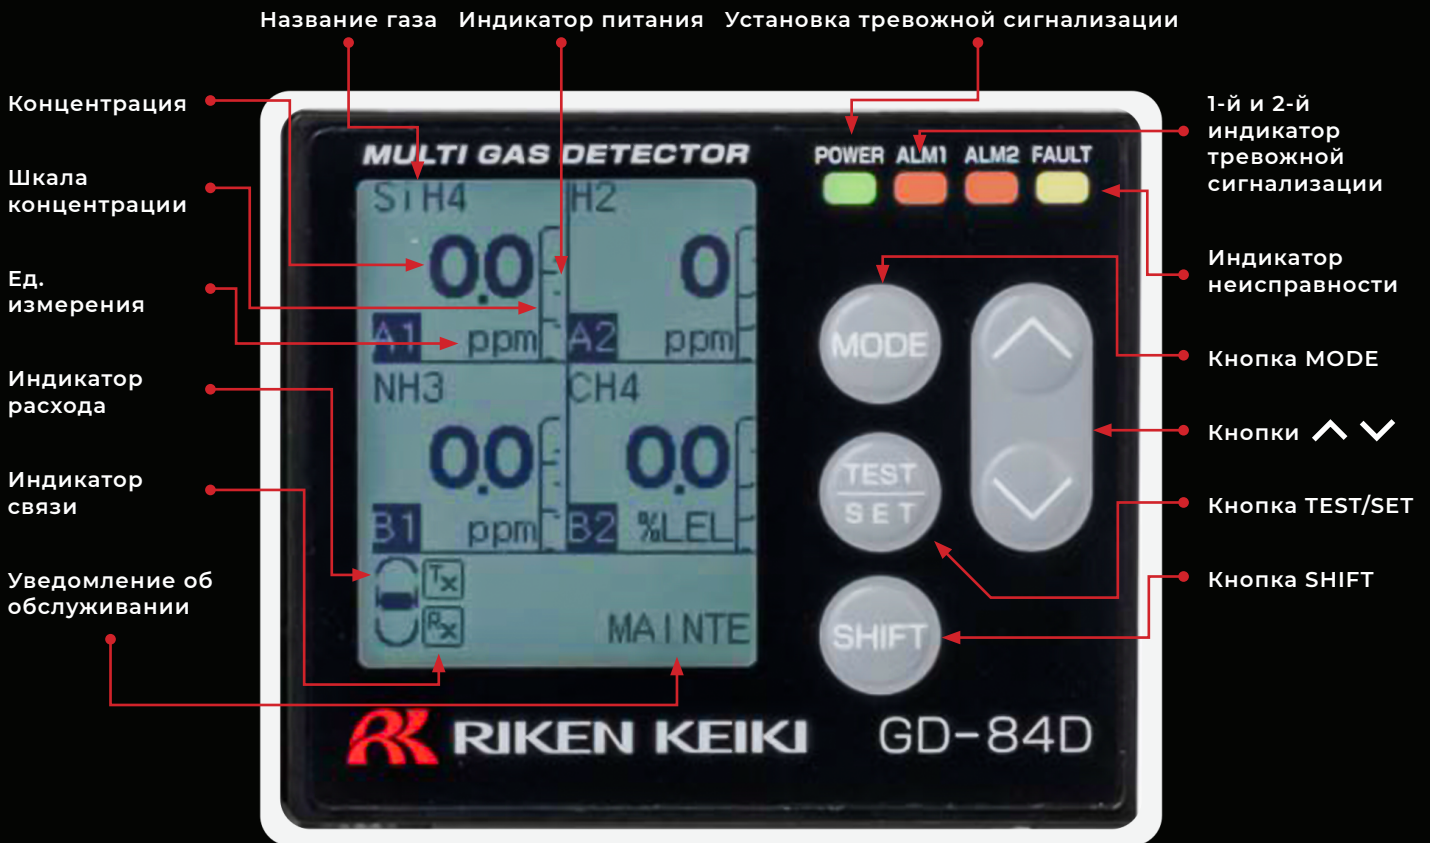 Название газа
Индикатор питания
Установка тревожной сигнализации
Концентрация
Шкала
концентрации
Ед.
измерения
Индикатор
расхода
Индикатор
связи
Уведомление об
обслуживании
MULTI GAS DETECTOR
SiH4
H2
0.0
0
A1
ppm
A2
ppm
NH3
CH4
0.0
0.0
B1
ppm
B2
%LEL
Tx
Rx
MAINTE
RIKEN KEIKI
GD-84D
POWER
ALM1
ALM2
FAULT
MODE
TEST
SET
SHIFT
1-й и 2-й
индикатор
тревожной
сигнализации
Индикатор
неисправности
Кнопка MODE
Кнопки
Кнопка TEST/SET
Кнопка SHIFT